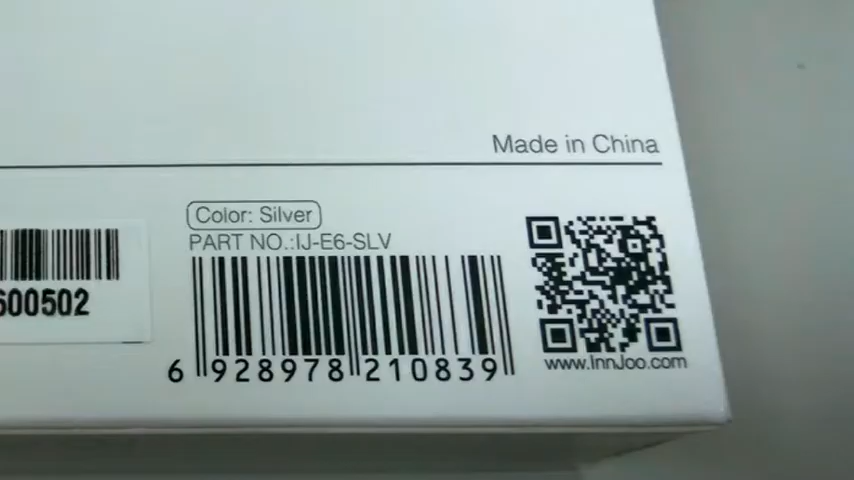 Made in China
Color: Silver
PART NO.:IJ-E6-SLV
600502
6 928978 210839
www.InnJoo.com